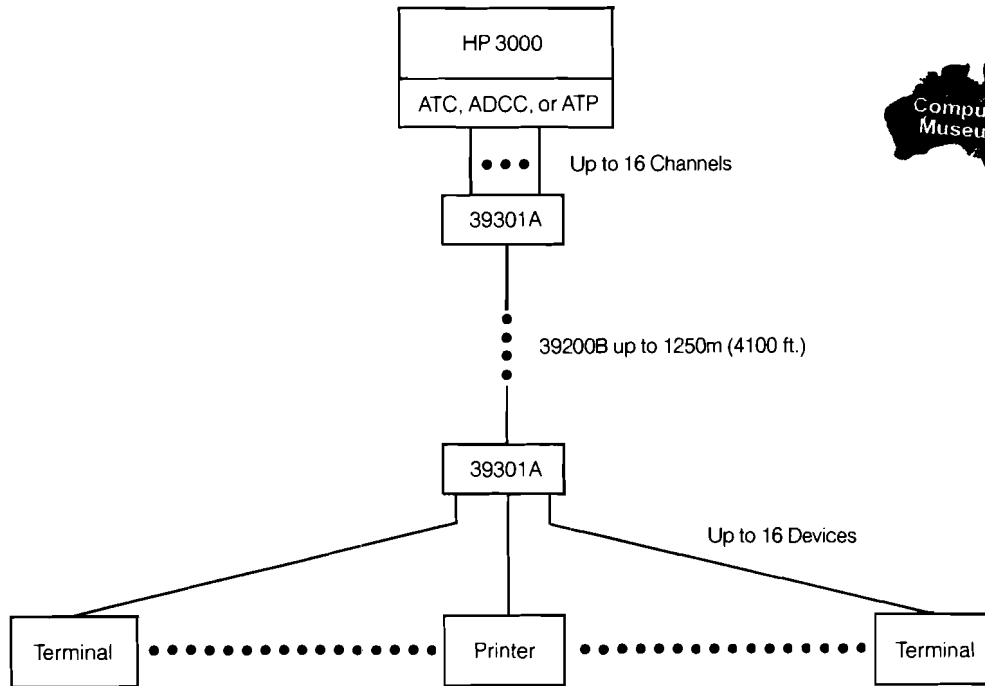 HP 3000
ATC, ADCC, or ATP
Up to 16 Channels
39301A
39200B up to 1250m (4100 ft.)
39301A
Up to 16 Devices
Terminal
Printer
Terminal